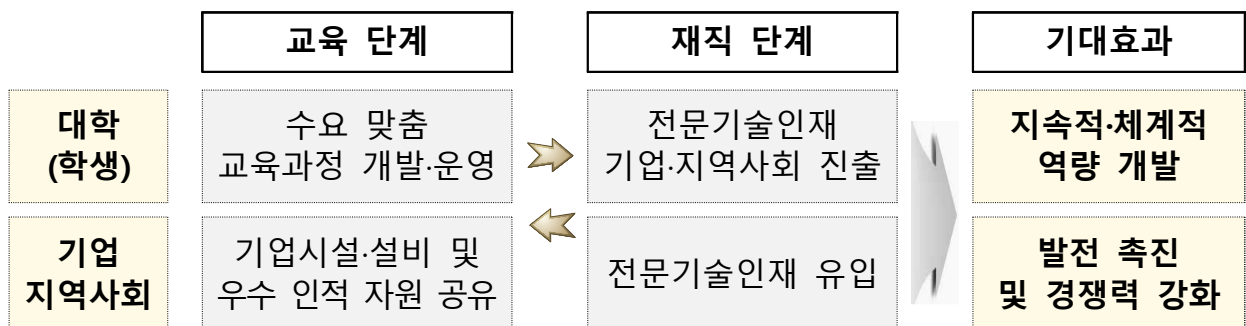 교육 단계
재직 단계
기대효과
대학
(학생)
수요 맞춤
교육과정 개발·운영
전문기술인재
기업·지역사회 진출
지속적·체계적
역량 개발
기업
지역사회
기업시설·설비 및
우수 인적 자원 공유
전문기술인재 유입
발전 촉진
및 경쟁력 강화